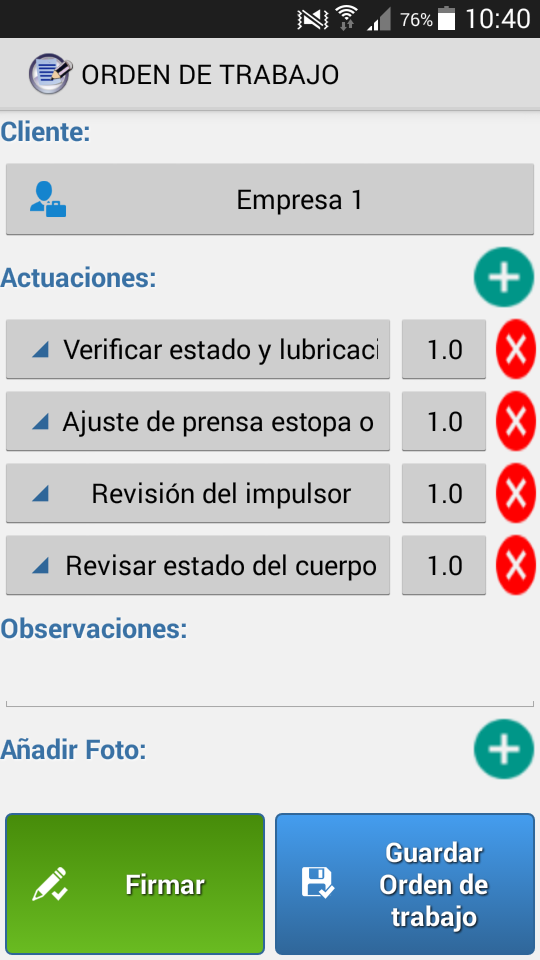 76% 10:40
ORDEN DE TRABAJO
Cliente:
Empresa 1
Actuaciones:
Verificar estado y lubricaci 1.0
Ajuste de prensa estopa o 1.0
Revisión del impulsor 1.0
Revisar estado del cuerpo 1.0
Observaciones:
Añadir Foto:
Firmar
Guardar
Orden de
trabajo